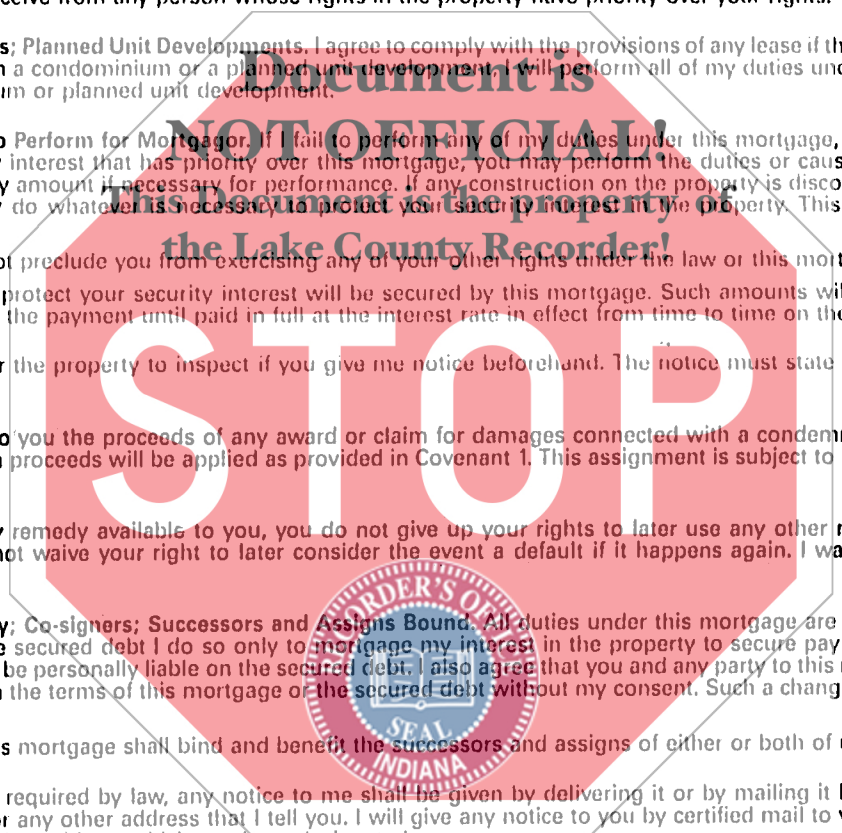 from any person whose rights in the property have priority over your rights.
s; Planned Unit Developments. I agree to comply with the provisions of any lease if th
a condominium or a planned unit development, I will perform all of my duties und
um or planned unit development.
Document is
o Perform for Mortgagor. If I fail to perform any of my duties under this mortgage,
NOT OFFICIAL!
interest that has priority over this mortgage, you may perform the duties or caus
y amount if necessary for performance. If any construction on the property is disco
This Document is the property of
do whatever is necessary to protect your security interest in the property. This
the Lake County Recorder!
ot preclude you from exercising any of your other rights under the law or this mort
protect your security interest will be secured by this mortgage. Such amounts wil
the payment until paid in full at the interest rate in effect from time to time on the
r the property to inspect if you give me notice beforehand. The notice must state
STOP
o you the proceeds of any award or claim for damages connected with a condemn
proceeds will be applied as provided in Covenant 1. This assignment is subject to
y remedy available to you, you do not give up your rights to later use any other r
not waive your right to later consider the event a default if it happens again. I wa
RECORDER'S OFFICE
y; Co-signers; Successors and Assigns Bound. All duties under this mortgage are
e secured debt I do so only to mortgage my interest in the property to secure pay
be personally liable on the secured debt. I also agree that you and any party to this
the terms of this mortgage or the secured debt without my consent. Such a chang
SEAL
s mortgage shall bind and benefit the successors and assigns of either or both of
INDIANA
required by law, any notice to me shall be given by delivering it or by mailing it
or any other address that I tell you. I will give any notice to you by certified mail to